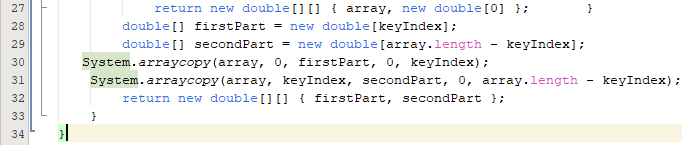 27 return new double[][] { array, new double[0] }; }
28 double[] firstPart = new double[keyIndex];
29 double[] secondPart = new double[array.length - keyIndex];
30 System.arraycopy(array, 0, firstPart, 0, keyIndex);
31 System.arraycopy(array, keyIndex, secondPart, 0, array.length - keyIndex);
32 return new double[][] { firstPart, secondPart };
33 }
34 }